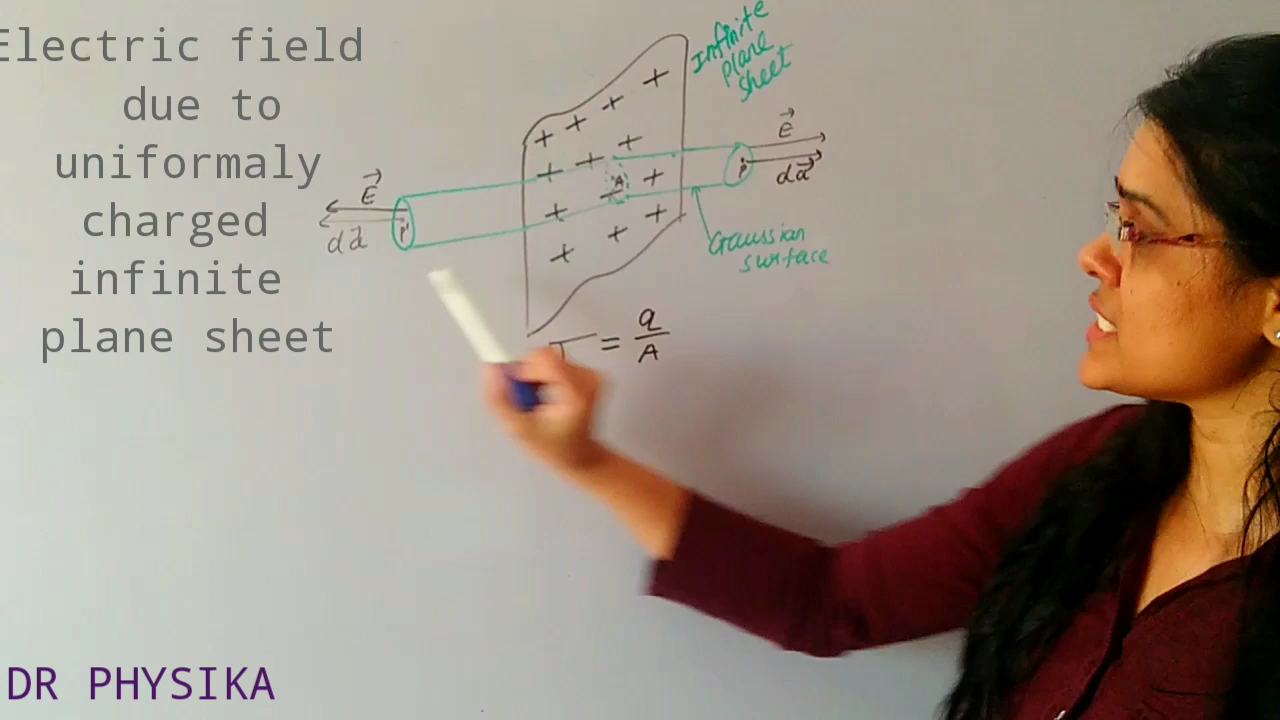 Electric field
due to
uniformaly
charged
infinite
plane sheet
Infinite
plane
sheet
+ + + +
+ + +
+ + +
+ + +
+ +
A
E⃗
da⃗
P
E⃗
da⃗
P'
Gaussian
surface
= q/A
DR PHYSIKA